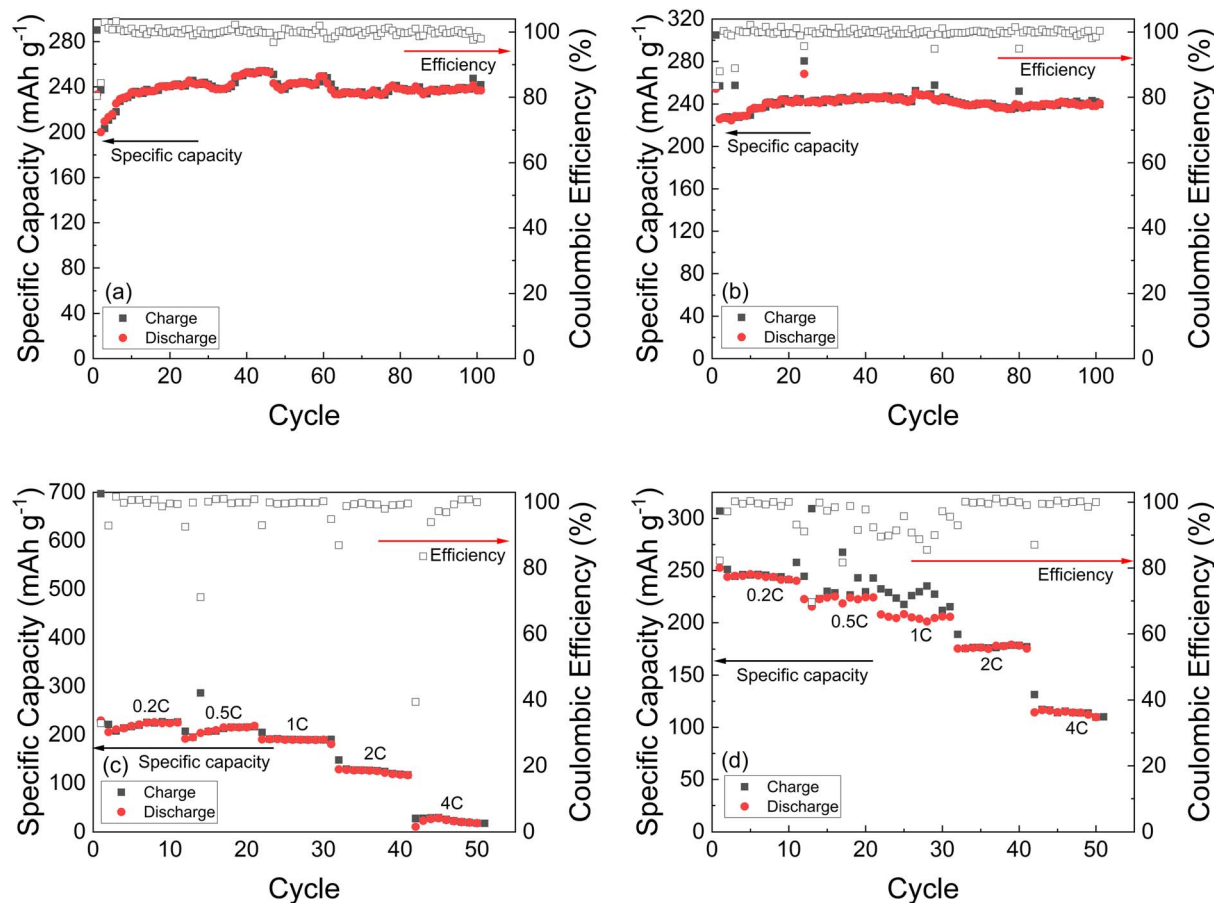 Specific Capacity (mAh g⁻¹)
280
240
200
160
120
80
40
0
100
80
60
40
20
0
Coulombic Efficiency (%)
Efficiency
Specific capacity
(a)
Charge
Discharge
0
20
40
60
80
100
Cycle
Specific Capacity (mAh g⁻¹)
320
280
240
200
160
120
80
40
0
100
80
60
40
20
0
Coulombic Efficiency (%)
Efficiency
Specific capacity
(b)
Charge
Discharge
0
20
40
60
80
100
Cycle
Specific Capacity (mAh g⁻¹)
700
600
500
400
300
200
100
0
100
80
60
40
20
0
Coulombic Efficiency (%)
Efficiency
0.2C
0.5C
1C
2C
4C
Specific capacity
(c)
Charge
Discharge
0
10
20
30
40
50
Cycle
Specific Capacity (mAh g⁻¹)
300
250
225
175
150
100
75
25
0
100
80
60
40
20
0
Coulombic Efficiency (%)
Efficiency
0.2C
0.5C
1C
2C
4C
Specific capacity
(d)
Charge
Discharge
0
10
20
30
40
50
Cycle